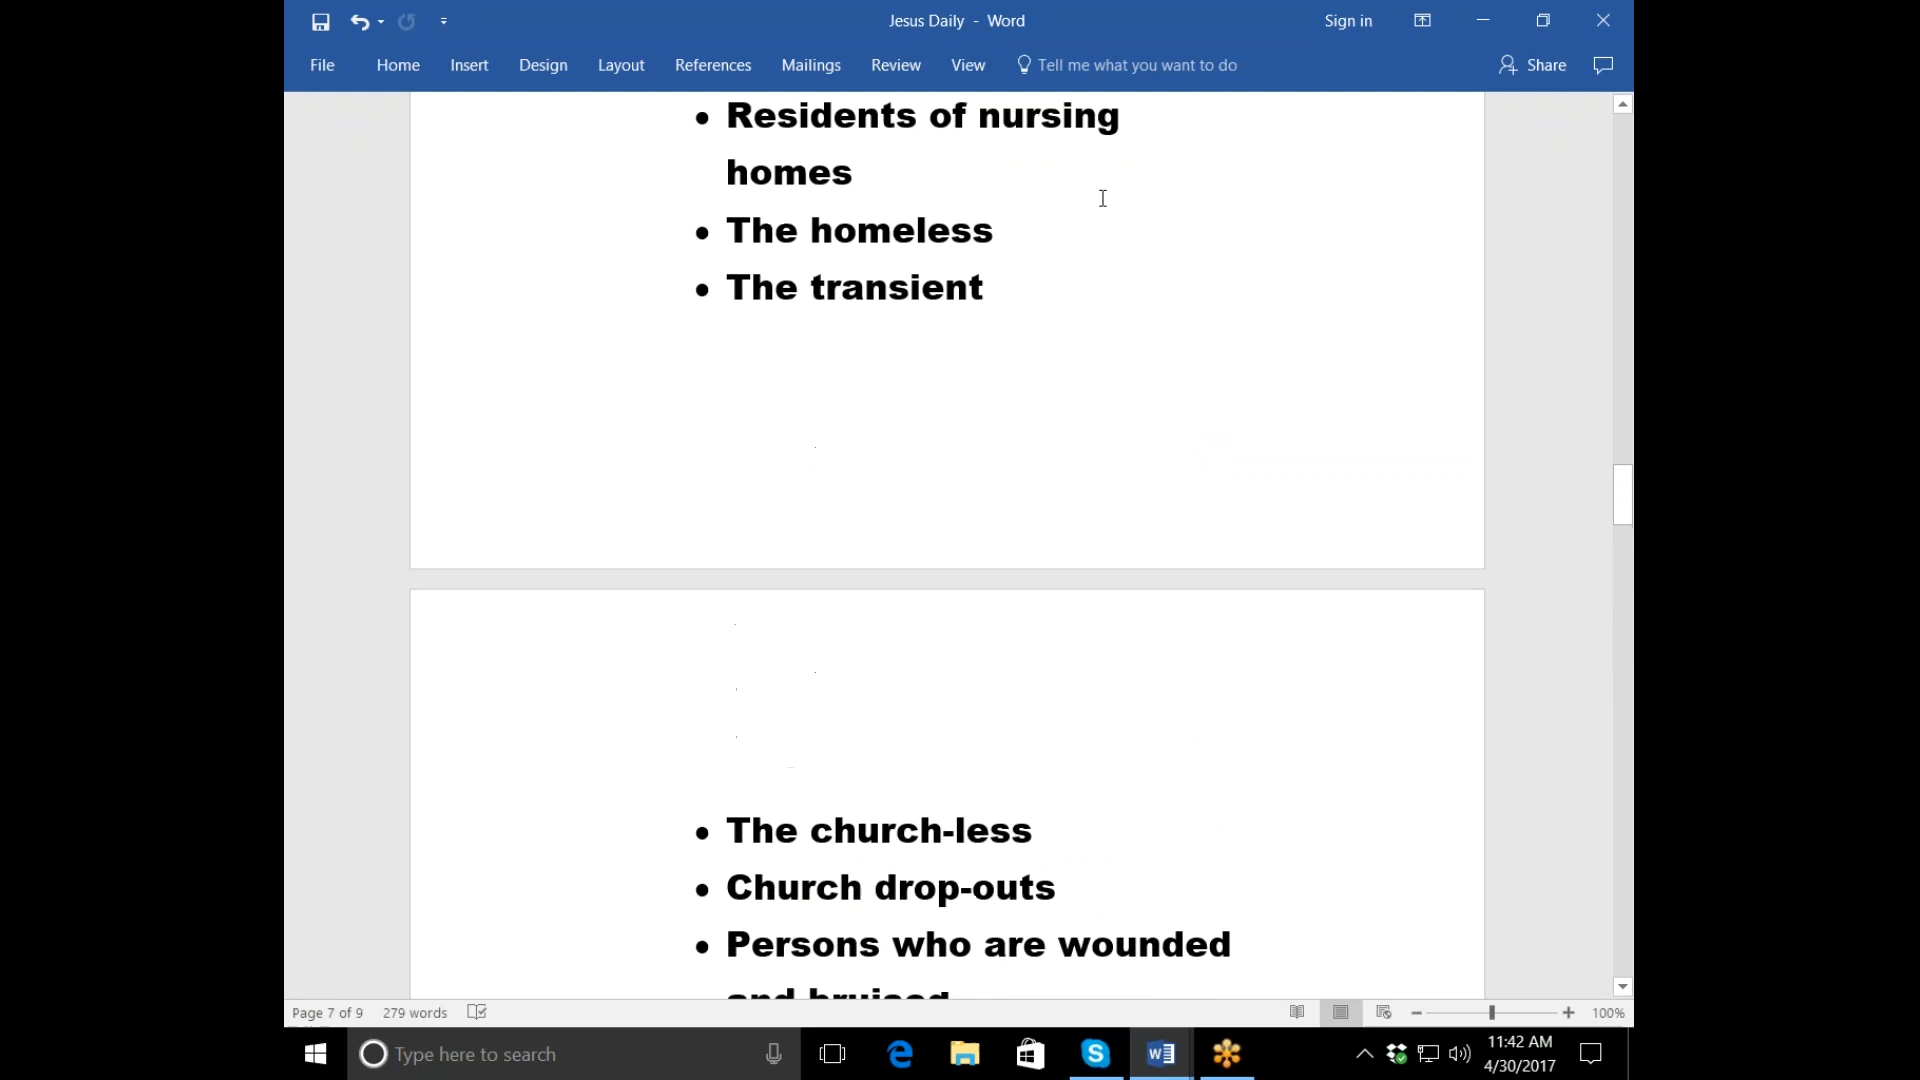 Jesus Daily - Word
Sign in
File Home Insert Design Layout References Mailings Review View Tell me what you want to do Share
• Residents of nursing
homes
• The homeless
• The transient
• The church-less
• Church drop-outs
• Persons who are wounded
and bruised
Page 7 of 9 279 words 100%
Type here to search
11:42 AM
4/30/2017